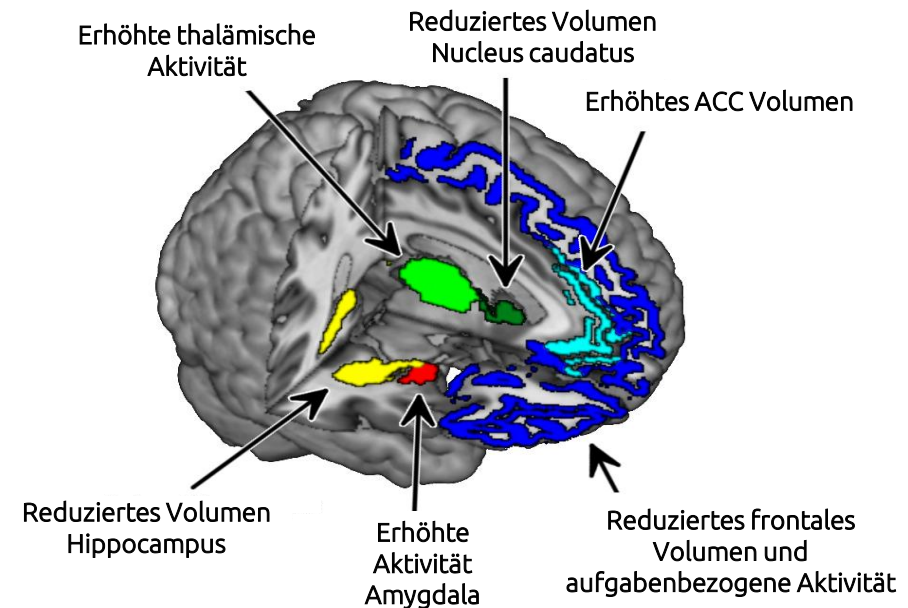 Erhöhte thalämische
Aktivität
Reduziertes Volumen
Nucleus caudatus
Erhöhtes ACC Volumen
Reduziertes Volumen
Hippocampus
Erhöhte
Aktivität
Amygdala
Reduziertes frontales
Volumen und
aufgabenbezogene Aktivität